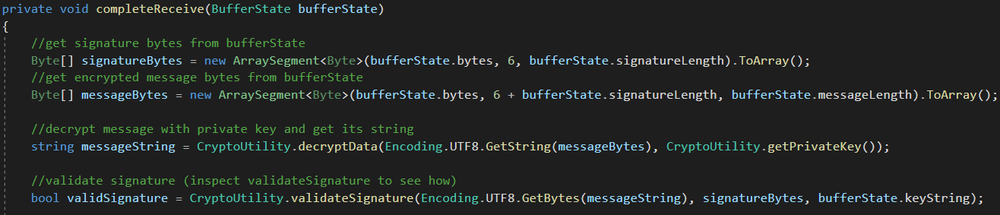 private void completeReceive(BufferState bufferState)
{
//get signature bytes from bufferState
Byte[] signatureBytes = new ArraySegment<Byte>(bufferState.bytes, 6, bufferState.signatureLength).ToArray();
//get encrypted message bytes from bufferState
Byte[] messageBytes = new ArraySegment<Byte>(bufferState.bytes, 6 + bufferState.signatureLength, bufferState.messageLength).ToArray();
//decrypt message with private key and get its string
string messageString = CryptoUtility.decryptData(Encoding.UTF8.GetString(messageBytes), CryptoUtility.getPrivateKey());
//validate signature (inspect validateSignature to see how)
bool validSignature = CryptoUtility.validateSignature(Encoding.UTF8.GetBytes(messageString), signatureBytes, bufferState.keyString);